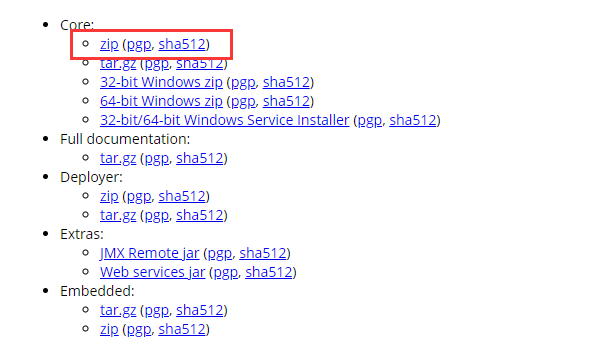 Core:
zip (pgp, sha512)
tar.gz (pgp, sha512)
32-bit Windows zip (pgp, sha512)
64-bit Windows zip (pgp, sha512)
32-bit/64-bit Windows Service Installer (pgp, sha512)
Full documentation:
tar.gz (pgp, sha512)
Deployer:
zip (pgp, sha512)
tar.gz (pgp, sha512)
Extras:
JMX Remote jar (pgp, sha512)
Web services jar (pgp, sha512)
Embedded:
tar.gz (pgp, sha512)
zip (pgp, sha512)